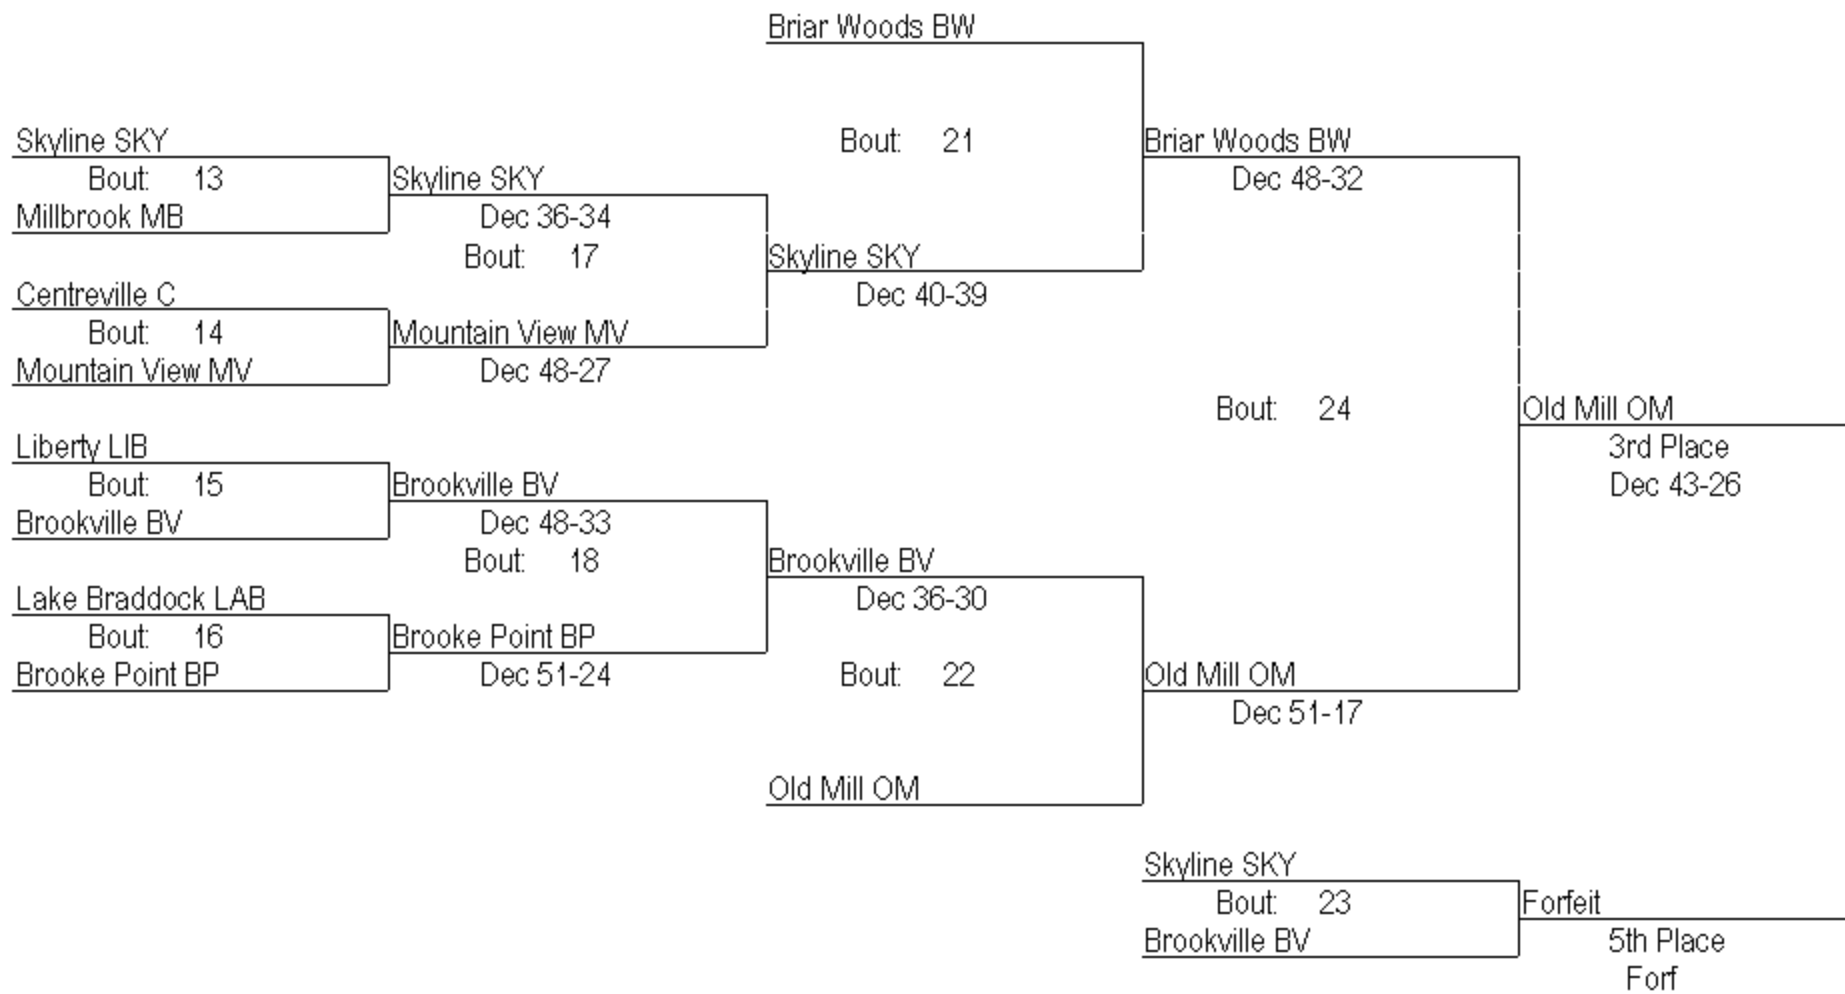 Briar Woods BW
Bout: 21
Skyline SKY
Bout: 13
Millbrook MB
Skyline SKY
Dec 36-34
Bout: 17
Centreville C
Bout: 14
Mountain View MV
Mountain View MV
Dec 48-27
Skyline SKY
Dec 40-39
Briar Woods BW
Dec 48-32
Liberty LIB
Bout: 15
Brookville BV
Brookville BV
Dec 48-33
Bout: 18
Lake Braddock LAB
Bout: 16
Brooke Point BP
Brooke Point BP
Dec 51-24
Brookville BV
Dec 36-30
Bout: 22
Old Mill OM
Old Mill OM
Dec 51-17
Bout: 24
Old Mill OM
3rd Place
Dec 43-26
Skyline SKY
Bout: 23
Brookville BV
Forfeit
5th Place
Forf